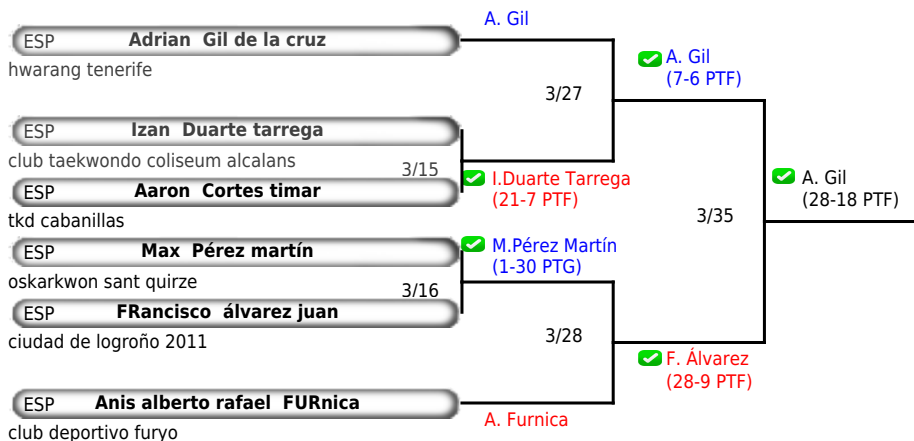 A. Gil
ESP Adrian Gil de la cruz
hwarang tenerife
A. Gil
(7-6 PTF)
3/27
ESP Izan Duarte tarrega
club taekwondo coliseum alcalans
3/15
I.Duarte Tarrega
(21-7 PTF)
ESP Aaron Cortes timar
tkd cabanillas
A. Gil
(28-18 PTF)
3/35
ESP Max Pérez martín
oskarkwon sant quirze
M.Pérez Martín
(1-30 PTG)
3/16
ESP FRancisco álvarez juan
ciudad de logroño 2011
3/28
F. Álvarez
(28-9 PTF)
ESP Anis alberto rafael FURnica
club deportivo furyo
A. Furnica